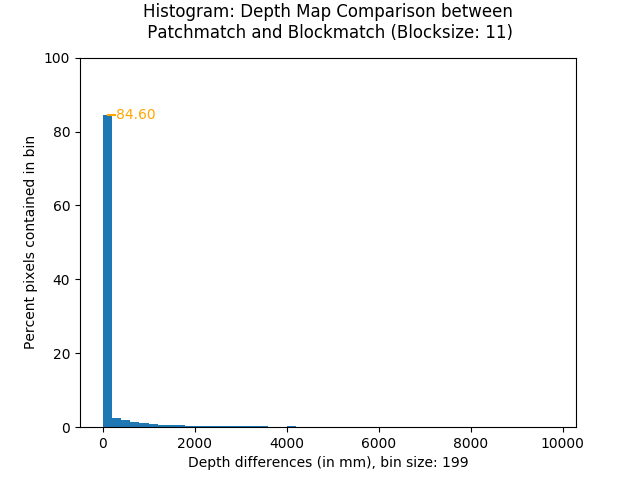 Histogram: Depth Map Comparison between
Patchmatch and Blockmatch (Blocksize: 11)
100
80
60
40
20
0
Percent pixels contained in bin
84.60
0 2000 4000 6000 8000 10000
Depth differences (in mm), bin size: 199